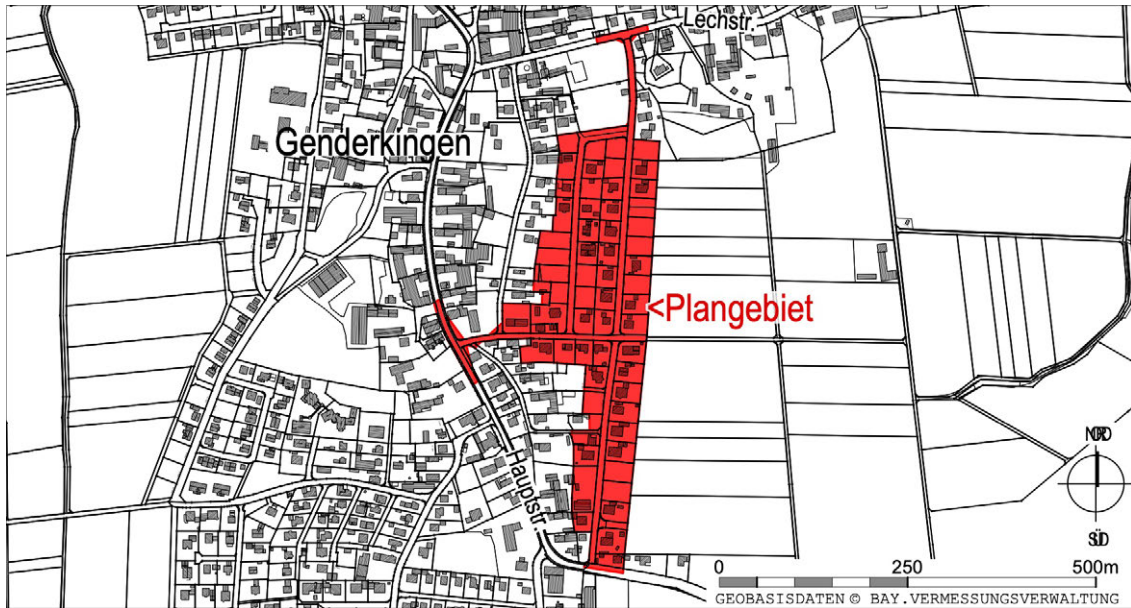 Lechstr.
Genderkingen
<Plangebiet
Hauptstr.
NORD
SÜD
0 250 500m
GEOBASISDATEN © BAY.VERMESSUNGSVERWALTUNG